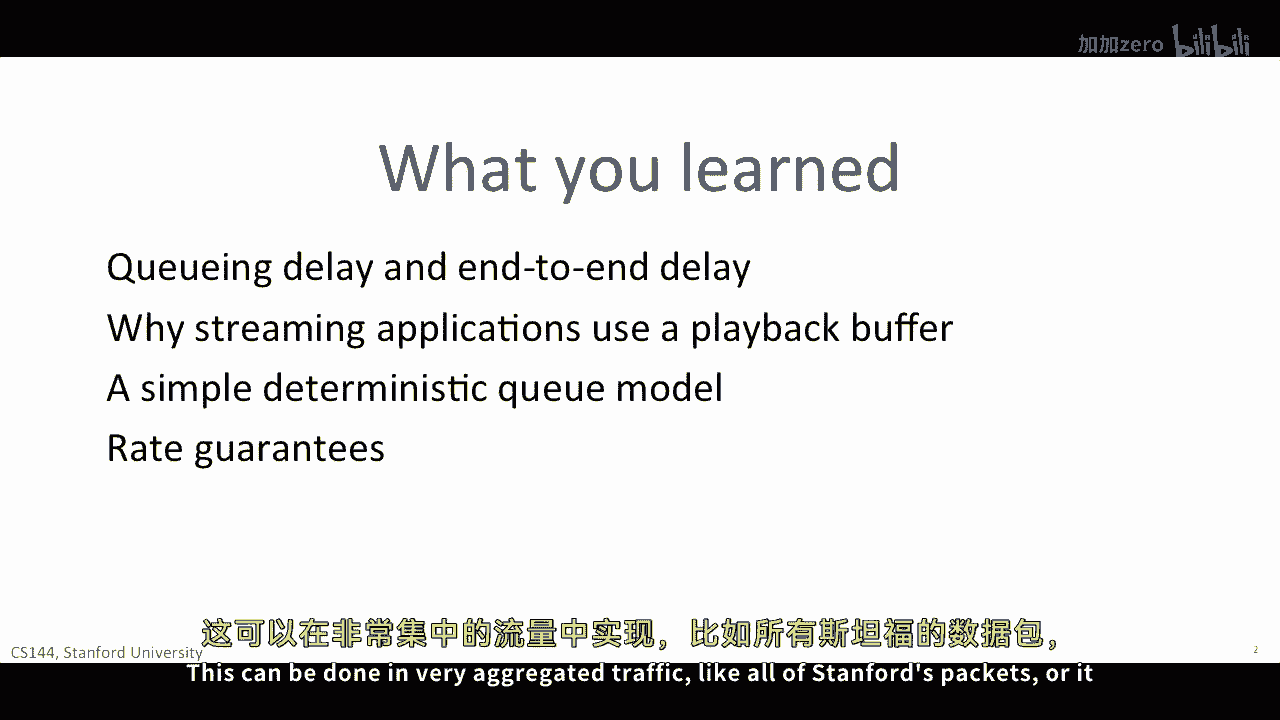 加加zero bilibili
What you learned
Queueing delay and end-to-end delay
Why streaming applications use a playback buffer
A simple deterministic queue model
Rate guarantees
这可以在非常集中的流量中实现，比如所有斯坦福的数据包，
CS144, Stanford University
2
This can be done in very aggregated traffic, like all of Stanford's packets, or it